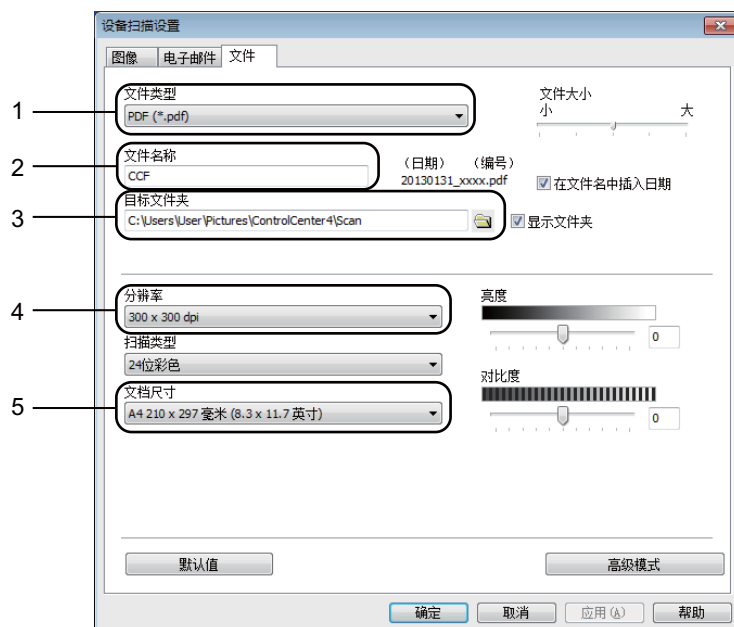 设备扫描设置
图像 电子邮件 文件
1
文件类型
PDF (*.pdf)
文件大小
小 大
2
文件名称
CCF
(日期) (编号)
20130131_xxxx.pdf
在文件名中插入日期
3
目标文件夹
C:\Users\User\Pictures\ControlCenter4\Scan
显示文件夹
4
分辨率
300 x 300 dpi
亮度
0
扫描类型
24位彩色
5
文档尺寸
A4 210 x 297 毫米 (8.3 x 11.7 英寸)
对比度
0
默认值 高级模式
确定 取消 应用(A) 帮助